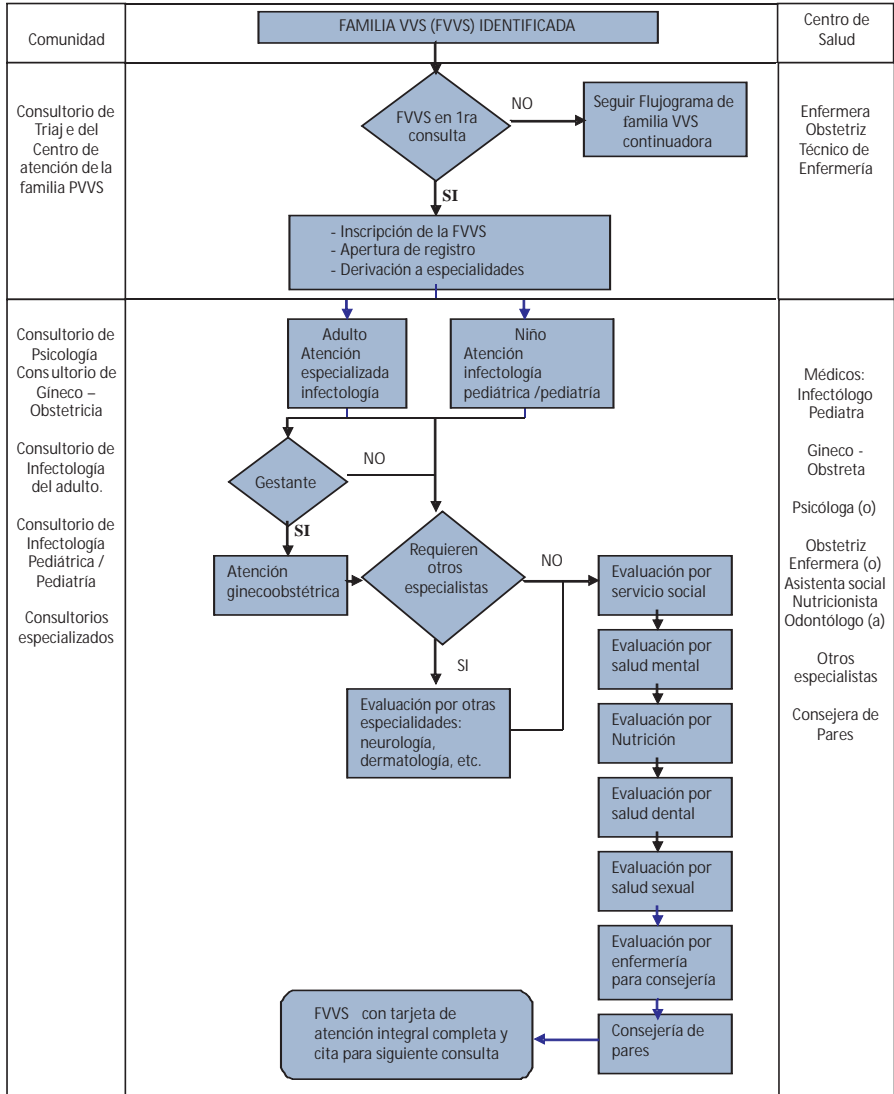 Comunidad
FAMILIA VVS (FVVS) IDENTIFICADA
Centro de
Salud
Consultorio de
Triaje del
Centro de
atención de la
familia PVVS
FVVS en 1ra
consulta
NO
Seguir Flujograma de
familia VVS
continuadora
Enfermera
Obstetriz
Técnico de
Enfermería
SI
- Inscripción de la FVVS
- Apertura de registro
- Derivación a especialidades
Consultorio de
Psicología
Consultorio de
Gíneco –
Obstetricia
Consultorio de
Infectología
del adulto.
Consultorio de
Infectología
Pediátrica /
Pediatría
Consultorios
especializados
Adulto
Atención
especializada
infectología
Niño
Atención
infectología
pediátrica /pediatría
Gestante
NO
SI
Atención
ginecoobstétrica
Requieren
otros
especialistas
NO
SI
Evaluación por otras
especialidades:
neurología,
dermatología, etc.
Evaluación por
servicio social
Evaluación por
salud mental
Evaluación por
Nutrición
Evaluación por
salud dental
Evaluación por
salud sexual
Evaluación por
enfermería
para consejería
Consejería de
pares
FVVS con tarjeta de
atención integral completa y
cita para siguiente consulta
Médicos:
Infectólogo
Pediatra
Gineco -
Obstreta
Psicóloga (o)
Obstetriz
Enfermera (o)
Asistenta social
Nutricionista
Odontólogo (a)
Otros
especialistas
Consejera de
Pares